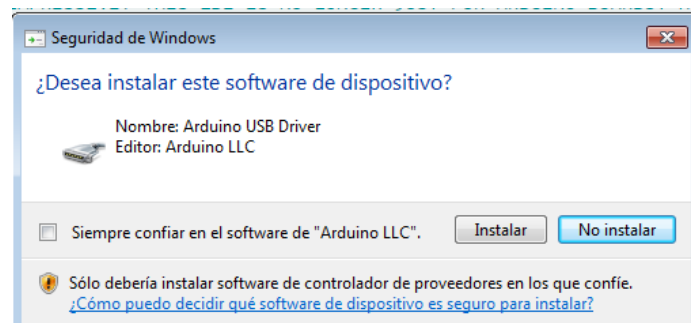 Seguridad de Windows
¿Desea instalar este software de dispositivo?
Nombre: Arduino USB Driver
Editor: Arduino LLC
Siempre confiar en el software de "Arduino LLC".
Instalar
No instalar
Sólo debería instalar software de controlador de proveedores en los que confíe.
¿Cómo puedo decidir qué software de dispositivo es seguro para instalar?